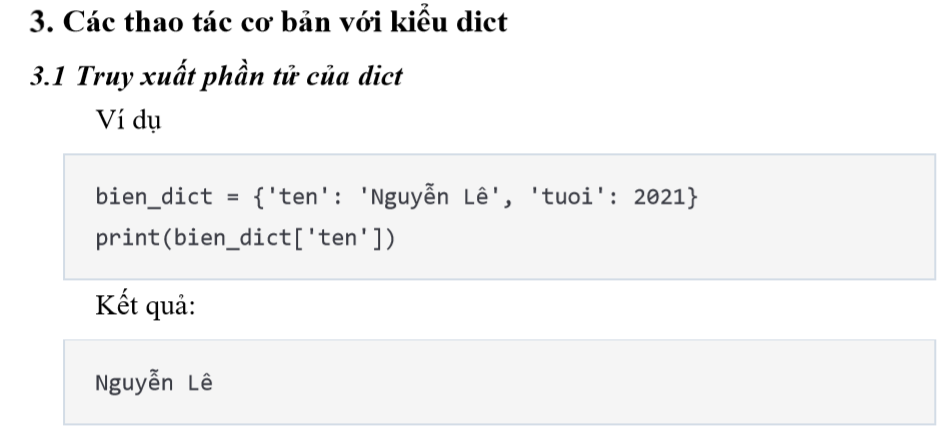 3. Các thao tác cơ bản với kiểu dict
3.1 Truy xuất phần tử của dict
Ví dụ
bien_dict = {'ten': 'Nguyễn Lê', 'tuoi': 2021}
print(bien_dict['ten'])
Kết quả:
Nguyễn Lê